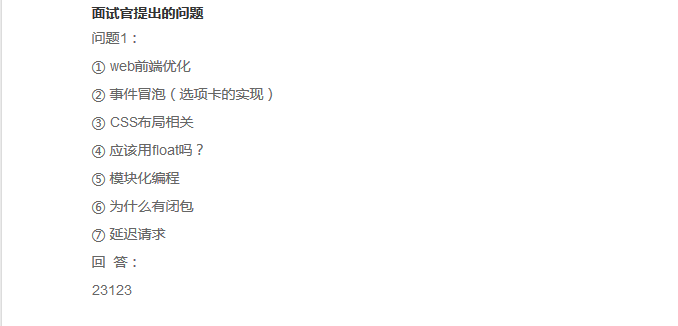 面试官提出的问题
问题1：
① web前端优化
② 事件冒泡（选项卡的实现）
③ CSS布局相关
④ 应该用float吗？
⑤ 模块化编程
⑥ 为什么有闭包
⑦ 延迟请求
回 答：
23123